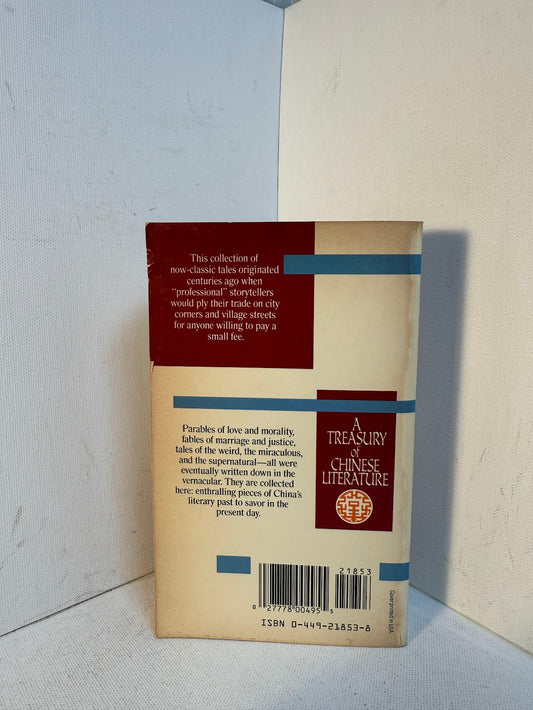 This collection of
now-classic tales originated
centuries ago when
“professional” storytellers
would ply their trade on city
corners and village streets
for anyone willing to pay a
small fee.
Parables of love and morality,
fables of marriage and justice,
tales of the weird, the miraculous,
and the supernatural—all were
eventually written down in the
vernacular. They are collected
here: enthralling pieces of China's
literary past to savor in the
present day.
A
TREASURY
of
CHINESE
LITERATURE
21853
0 27778 00495 5
ISBN 0-449-21853-8
Cover printed in USA